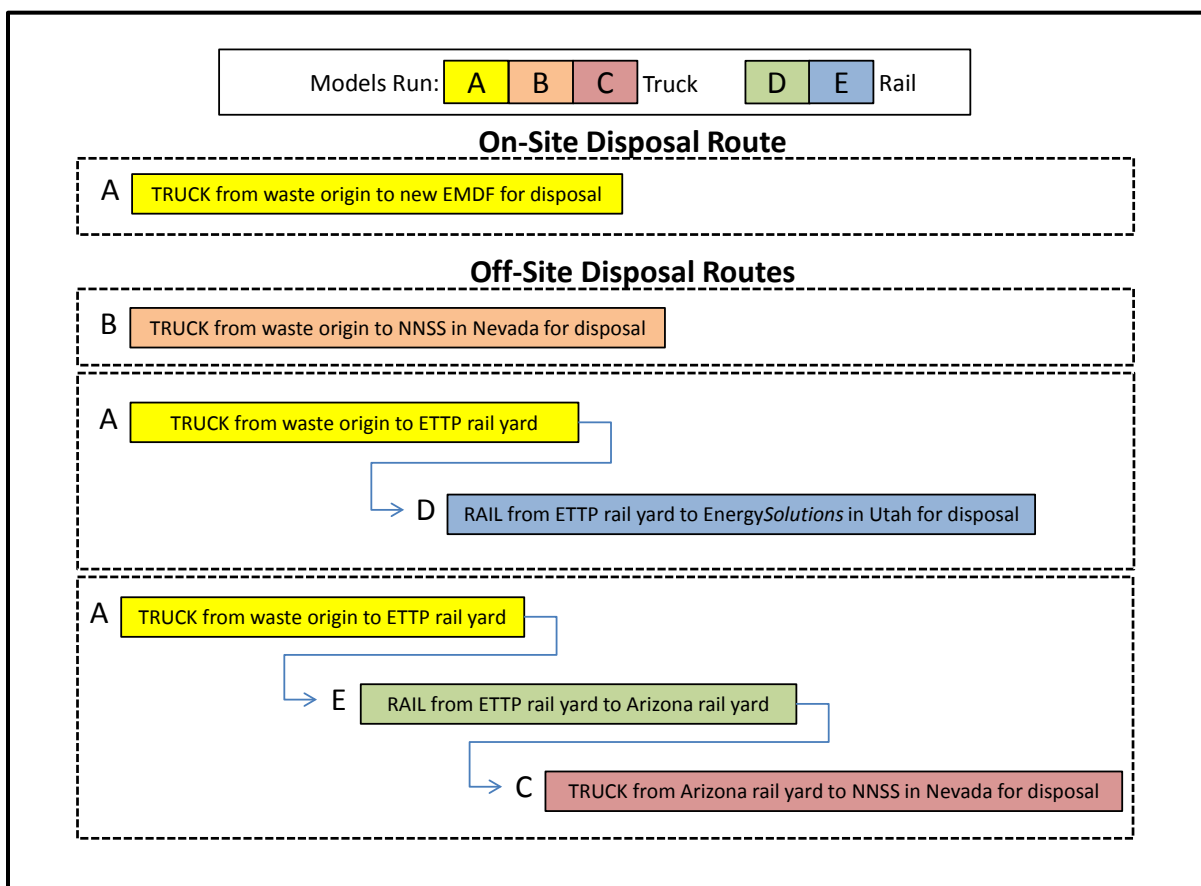 Models Run: A B C Truck D E Rail
On-Site Disposal Route
A TRUCK from waste origin to new EMDF for disposal
Off-Site Disposal Routes
B TRUCK from waste origin to NNSS in Nevada for disposal
A TRUCK from waste origin to ETTP rail yard
D RAIL from ETTP rail yard to EnergySolutions in Utah for disposal
A TRUCK from waste origin to ETTP rail yard
E RAIL from ETTP rail yard to Arizona rail yard
C TRUCK from Arizona rail yard to NNSS in Nevada for disposal